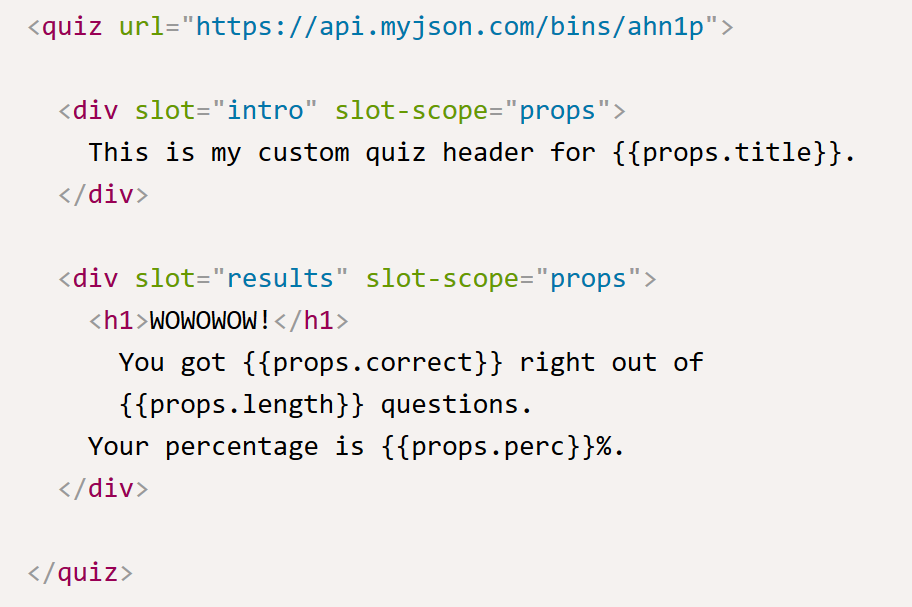 <quiz url="https://api.myjson.com/bins/ahn1p">
<div slot="intro" slot-scope="props">
This is my custom quiz header for {{props.title}}.
</div>
<div slot="results" slot-scope="props">
<h1>WOWOWOW!</h1>
You got {{props.correct}} right out of
{{props.length}} questions.
Your percentage is {{props.perc}}%.
</div>
</quiz>